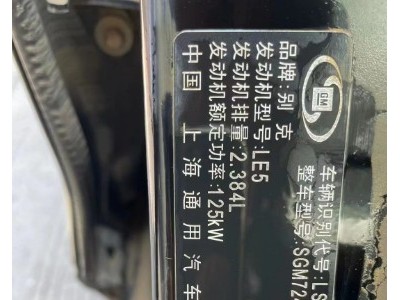 GM
车辆识别代号:LS
整车型号:SGM72
品牌:别克
发动机型号:LE5
发动机排量:2.384L
发动机额定功率:125kW
中国 上海通用汽车